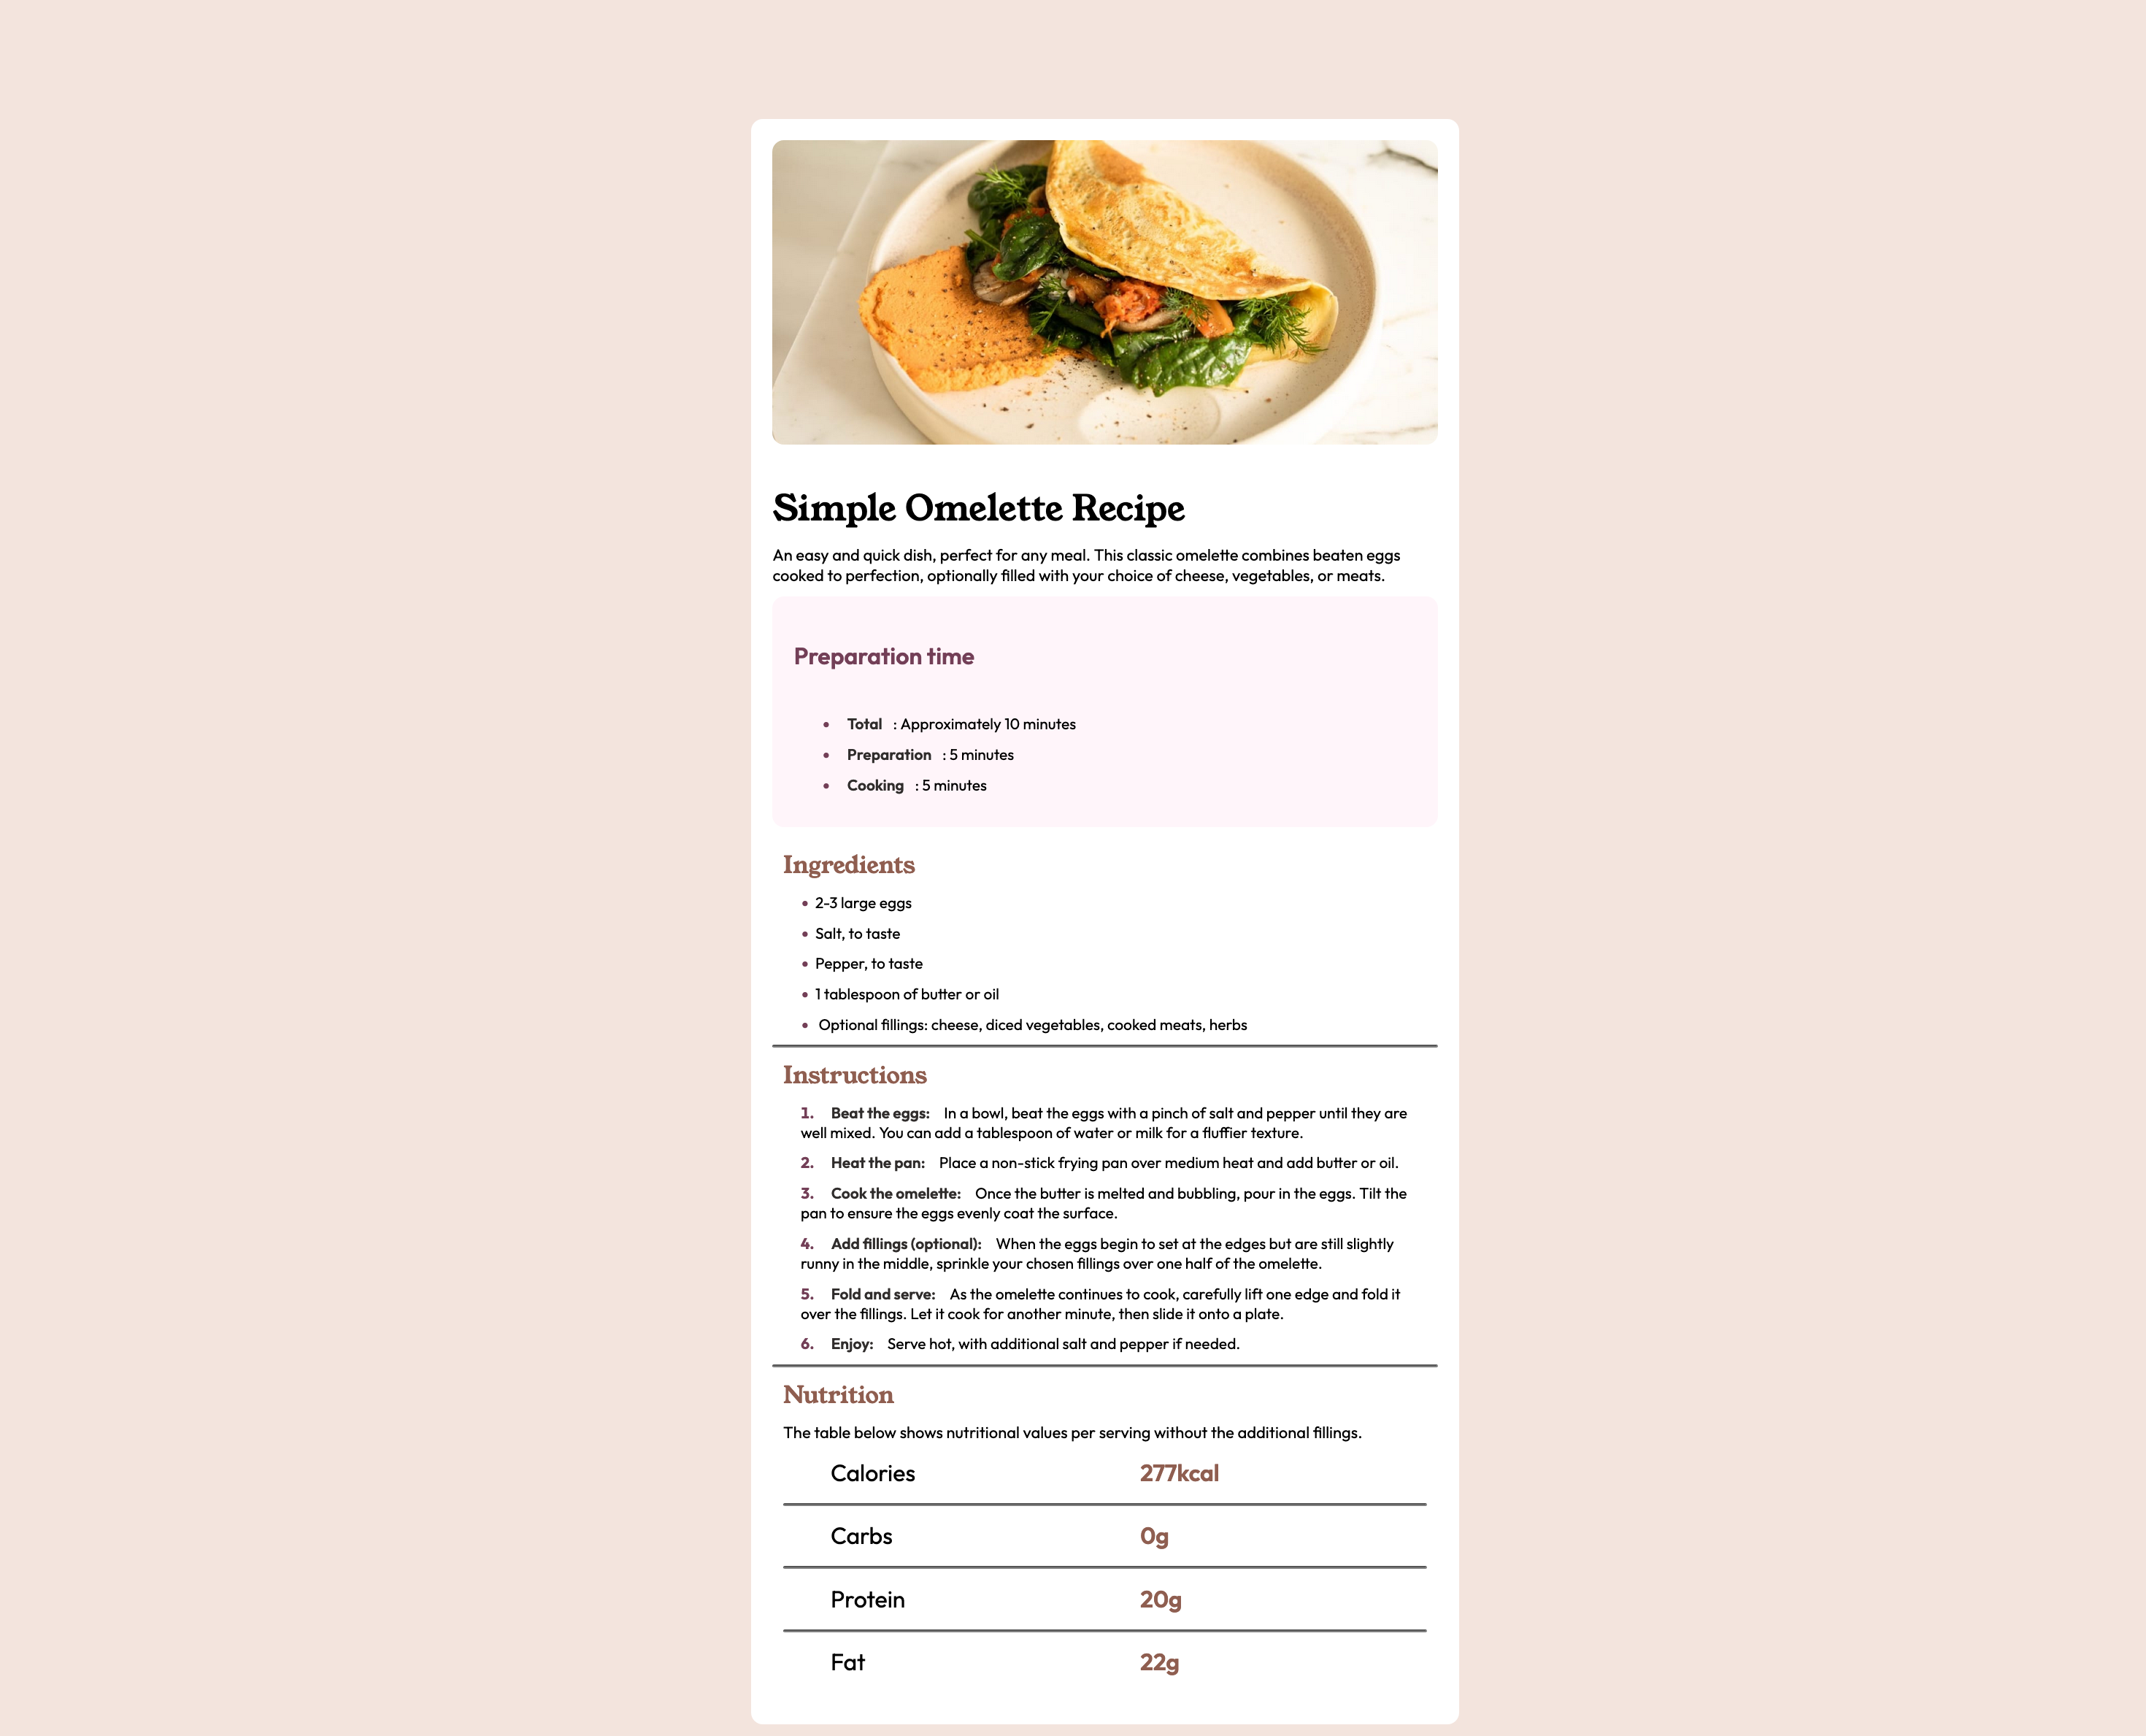 Simple Omelette Recipe
An easy and quick dish, perfect for any meal. This classic omelette combines beaten eggs
cooked to perfection, optionally filled with your choice of cheese, vegetables, or meats.
Preparation time
• Total : Approximately 10 minutes
• Preparation : 5 minutes
• Cooking : 5 minutes
Ingredients
• 2-3 large eggs
• Salt, to taste
• Pepper, to taste
• 1 tablespoon of butter or oil
• Optional fillings: cheese, diced vegetables, cooked meats, herbs
Instructions
1. Beat the eggs: In a bowl, beat the eggs with a pinch of salt and pepper until they are
well mixed. You can add a tablespoon of water or milk for a fluffier texture.
2. Heat the pan: Place a non-stick frying pan over medium heat and add butter or oil.
3. Cook the omelette: Once the butter is melted and bubbling, pour in the eggs. Tilt the
pan to ensure the eggs evenly coat the surface.
4. Add fillings (optional): When the eggs begin to set at the edges but are still slightly
runny in the middle, sprinkle your chosen fillings over one half of the omelette.
5. Fold and serve: As the omelette continues to cook, carefully lift one edge and fold it
over the fillings. Let it cook for another minute, then slide it onto a plate.
6. Enjoy: Serve hot, with additional salt and pepper if needed.
Nutrition
The table below shows nutritional values per serving without the additional fillings.
Calories 277kcal
Carbs 0g
Protein 20g
Fat 22g